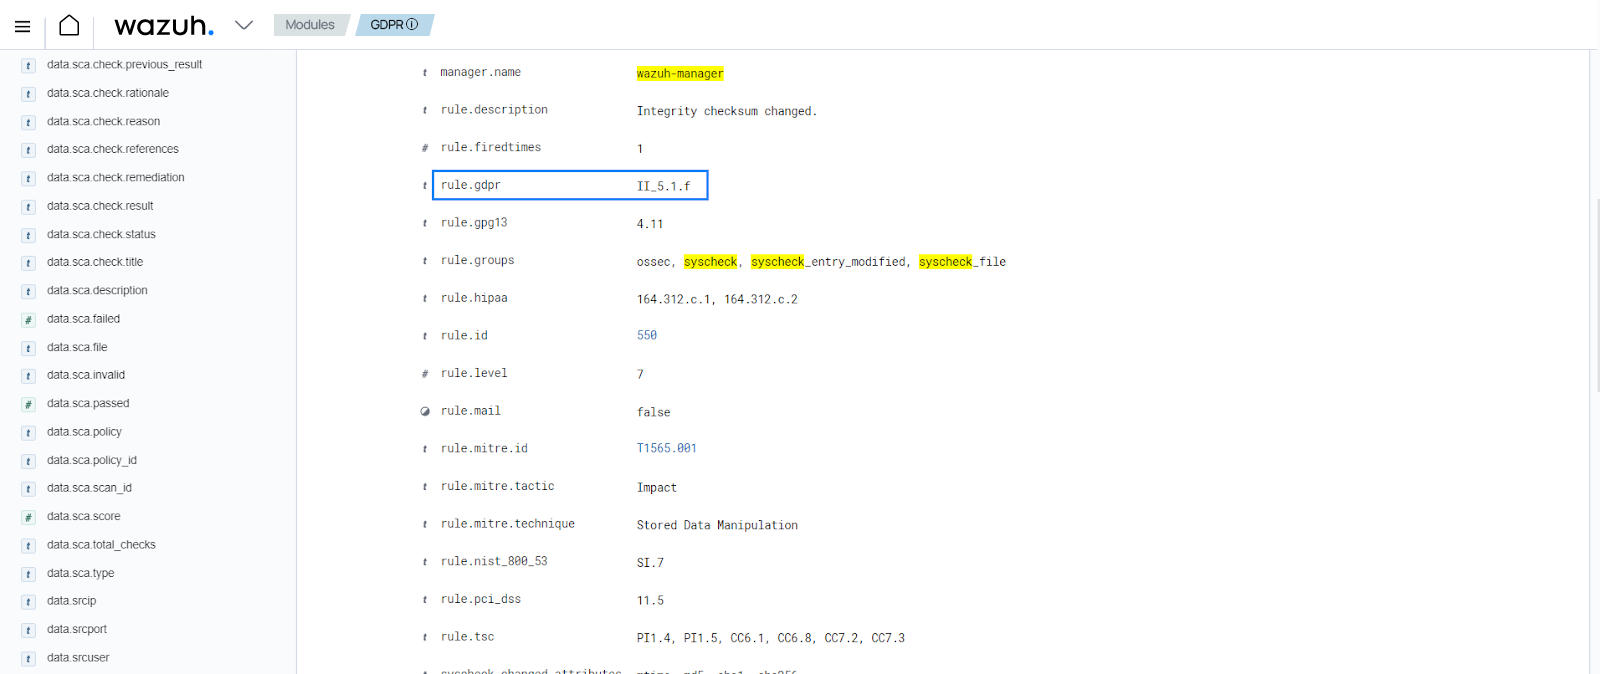 wazuh. Modules GDPR
data.sca.check.previous_result
data.sca.check.rationale
data.sca.check.reason
data.sca.check.references
data.sca.check.remediation
data.sca.check.result
data.sca.check.status
data.sca.check.title
data.sca.description
data.sca.failed
data.sca.file
data.sca.invalid
data.sca.passed
data.sca.policy
data.sca.policy_id
data.sca.scan_id
data.sca.score
data.sca.total_checks
data.sca.type
data.srcip
data.srcport
data.srcuser
t manager.name wazuh-manager
t rule.description Integrity checksum changed.
# rule.firedtimes 1
t rule.gdpr II_5.1.f
t rule.gpg13 4.11
t rule.groups ossec, syscheck, syscheck_entry_modified, syscheck_file
t rule.hipaa 164.312.c.1, 164.312.c.2
t rule.id 550
# rule.level 7
rule.mail false
t rule.mitre.id T1565.001
t rule.mitre.tactic Impact
t rule.mitre.technique Stored Data Manipulation
t rule.nist_800_53 SI.7
t rule.pci_dss 11.5
t rule.tsc PI1.4, PI1.5, CC6.1, CC6.8, CC7.2, CC7.3